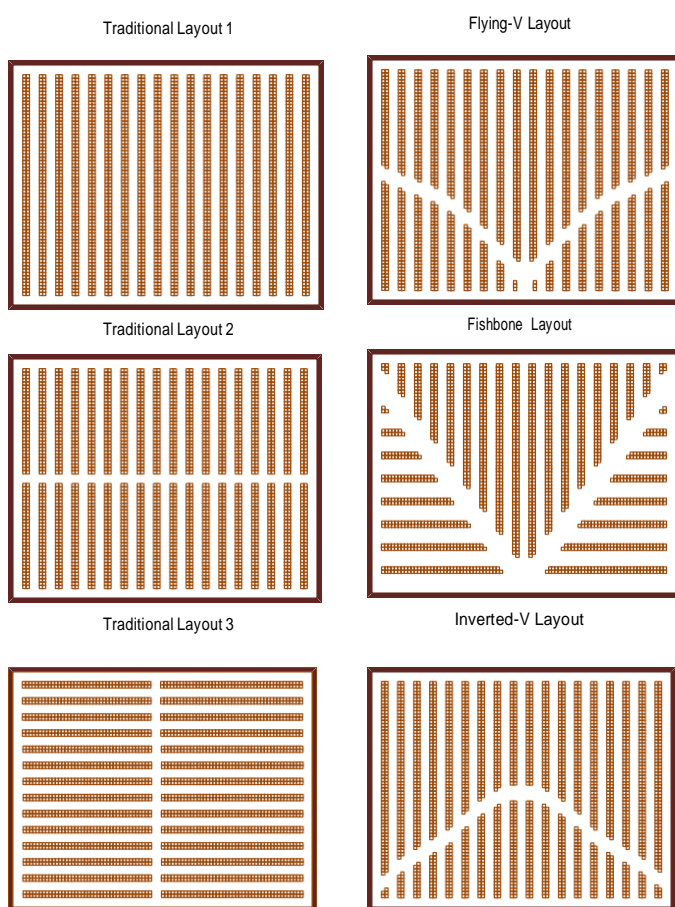 Traditional Layout 1
Flying-V Layout
Traditional Layout 2
Fishbone Layout
Traditional Layout 3
Inverted-V Layout